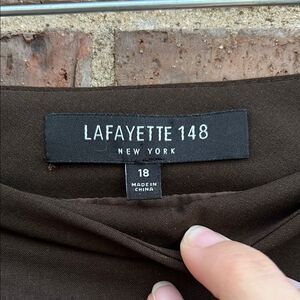 LAFAYETTE 148
NEW YORK
18
MADE IN
CHINA